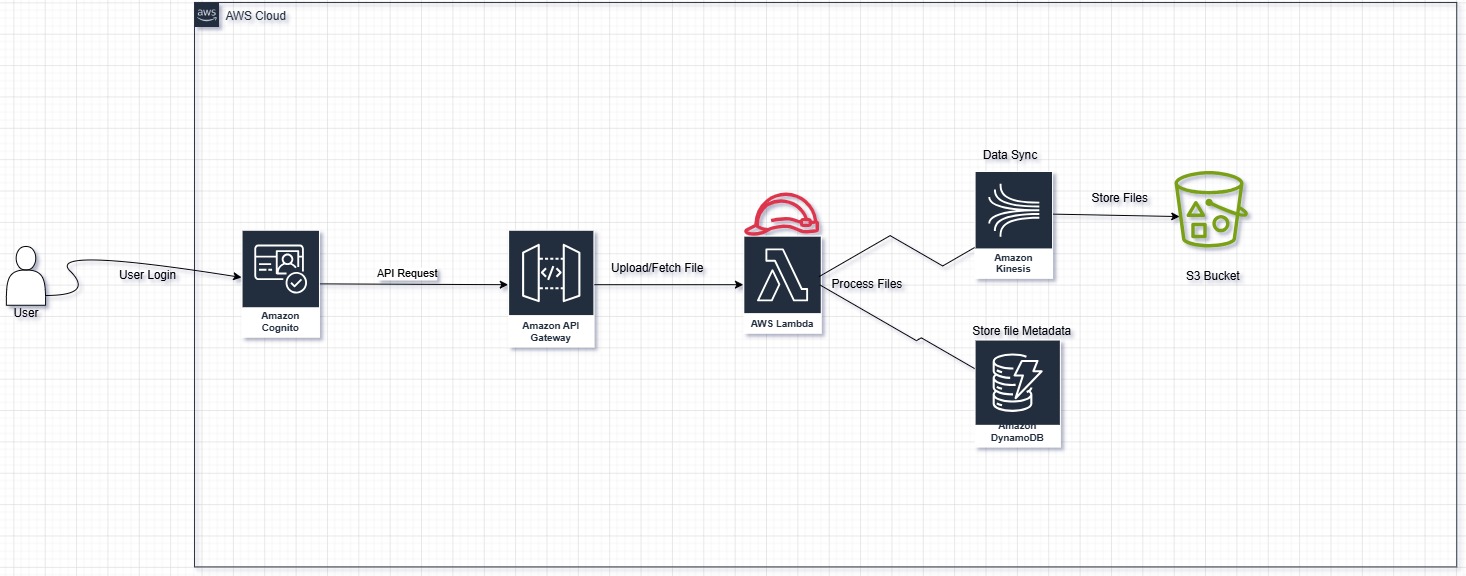 aws
AWS Cloud
User
User Login
Amazon
Cognito
API Request
</>
Amazon API
Gateway
Upload/Fetch File
AWS Lambda
Process Files
Data Sync
Amazon
Kinesis
Store Files
S3 Bucket
Store file Metadata
Amazon
DynamoDB